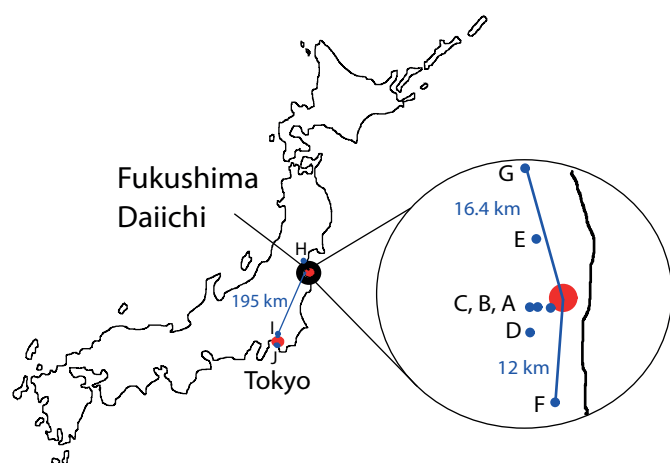 Fukushima
Daiichi
H
195 km
I
J
Tokyo
G
16.4 km
E
C, B, A
D
12 km
F